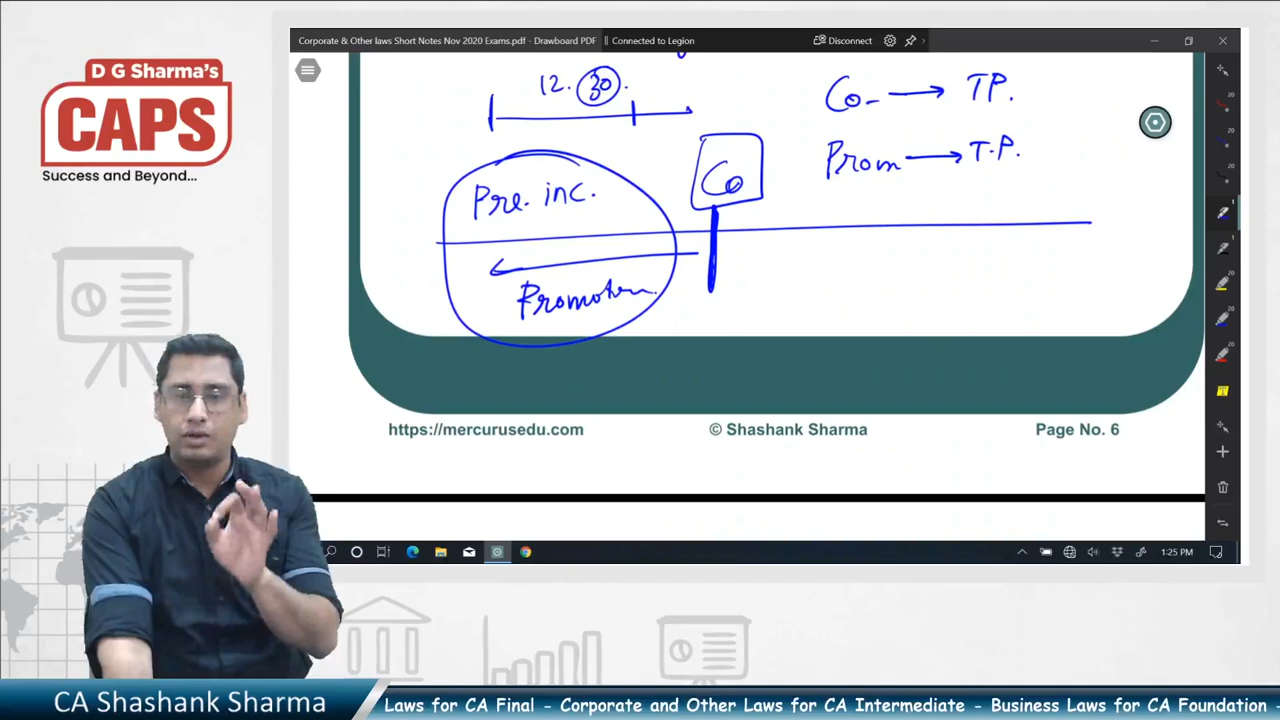 D G Sharma's
CAPS
Success and Beyond...
Corporate & Other laws Short Notes Nov 2020 Exams.pdf - Drawboard PDF
Connected to Legion
Disconnect
12. 30.
Co - → TP.
Prom → T.P.
Pre. inc.
Co
Promoters
https://mercurusedu.com
© Shashank Sharma
Page No. 6
1:25 PM
CA Shashank Sharma
Laws for CA Final - Corporate and Other Laws for CA Intermediate - Business Laws for CA Foundation -